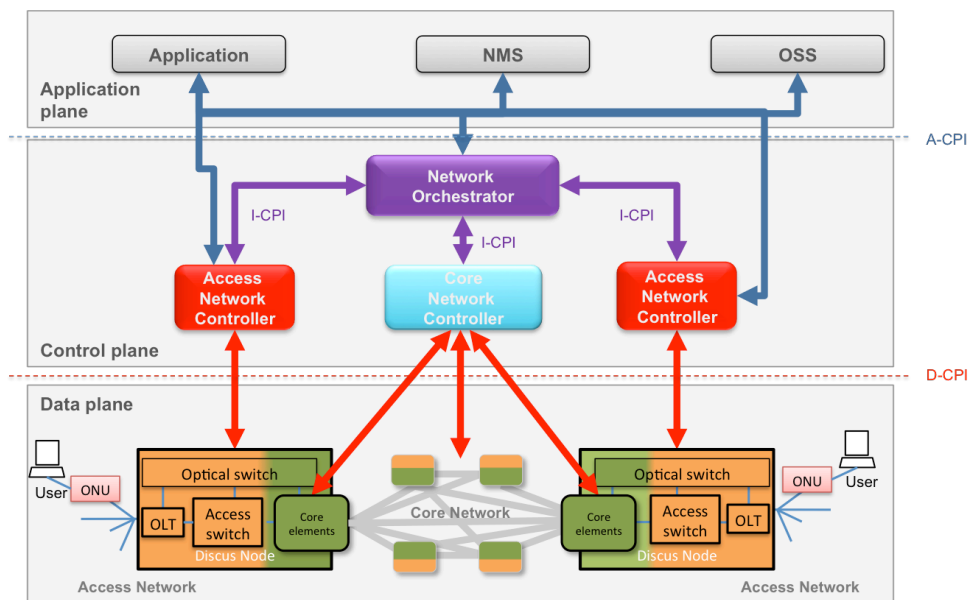 Application
NMS
OSS
Application
plane
A-CPI
Network
Orchestrator
I-CPI
I-CPI
I-CPI
Access
Network
Controller
Core
Network
Controller
Access
Network
Controller
Control plane
D-CPI
Data plane
User
ONU
Optical switch
OLT
Access
switch
Core
elements
Discus Node
Core Network
Optical switch
Core
elements
Access
switch
OLT
Discus Node
ONU
User
Access Network
Access Network